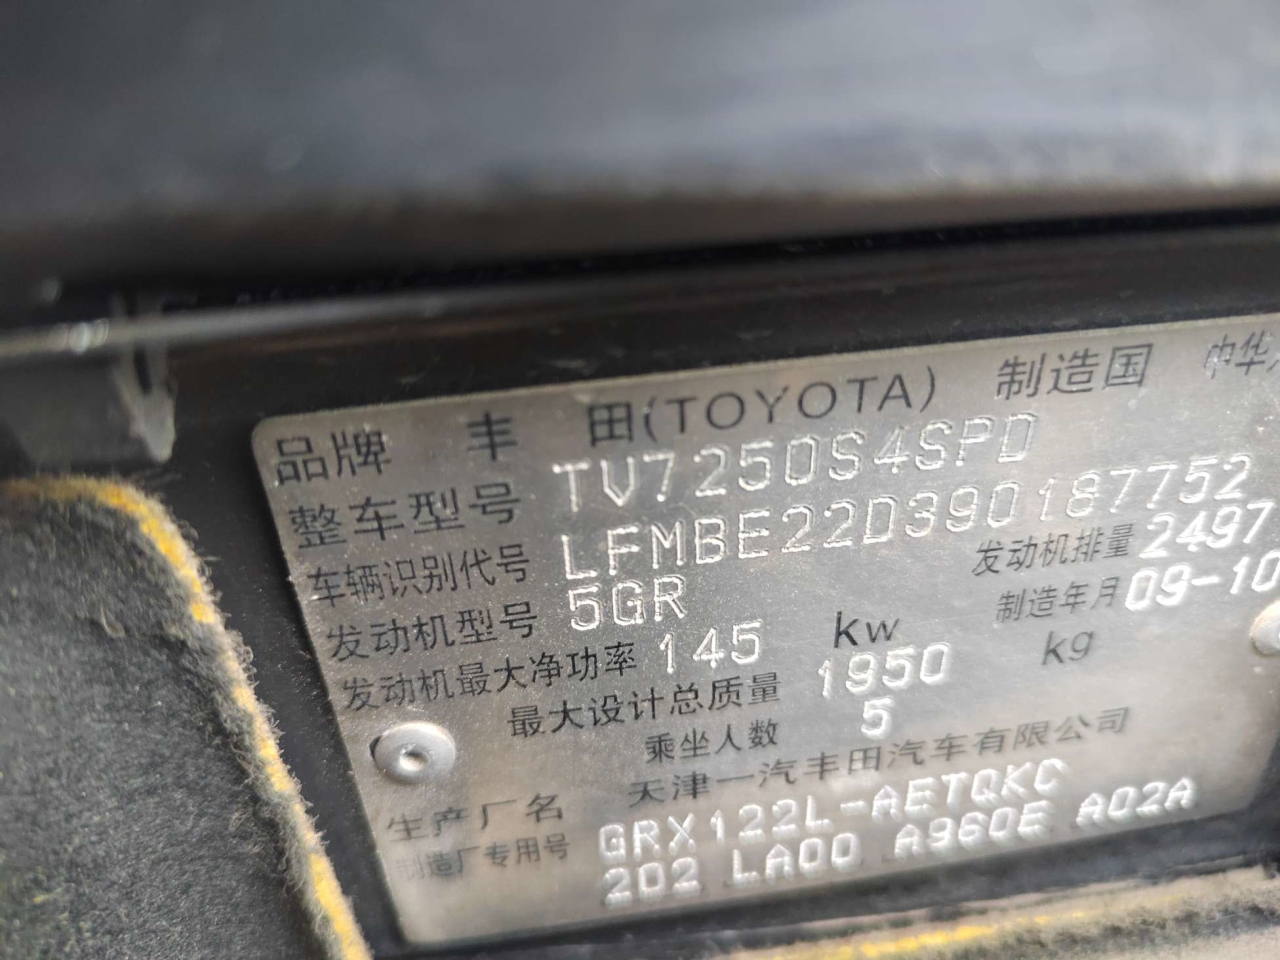 品牌 丰 田(TOYOTA) 制造国 中华
整车型号 TV7250S4SPD
车辆识别代号 LFMBE22D390187752
发动机型号 5GR 发动机排量 2497
发动机最大净功率 145 kw 制造年月 09-10
最大设计总质量 1950 kg
乘坐人数 5
生产厂名 天津一汽丰田汽车有限公司
制造厂专用号 GRX122L-AETQKC
202 LA00 A960E A02A